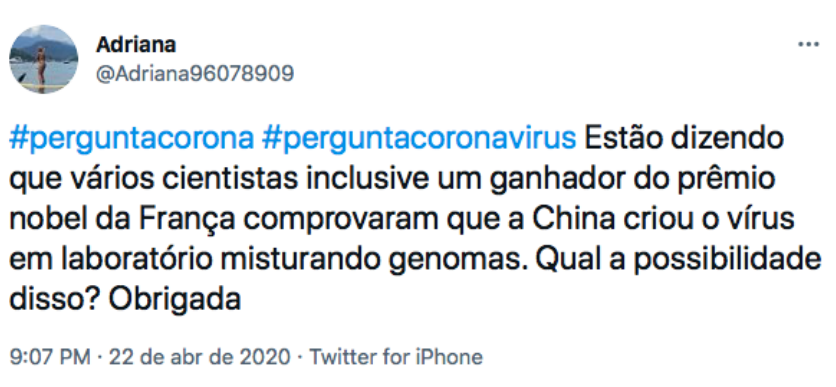 Adriana
@Adriana96078909
#perguntacorona #perguntacoronavirus Estão dizendo
que vários cientistas inclusive um ganhador do prêmio
nobel da França comprovaram que a China criou o vírus
em laboratório misturando genomas. Qual a possibilidade
disso? Obrigada
9:07 PM · 22 de abr de 2020 · Twitter for iPhone